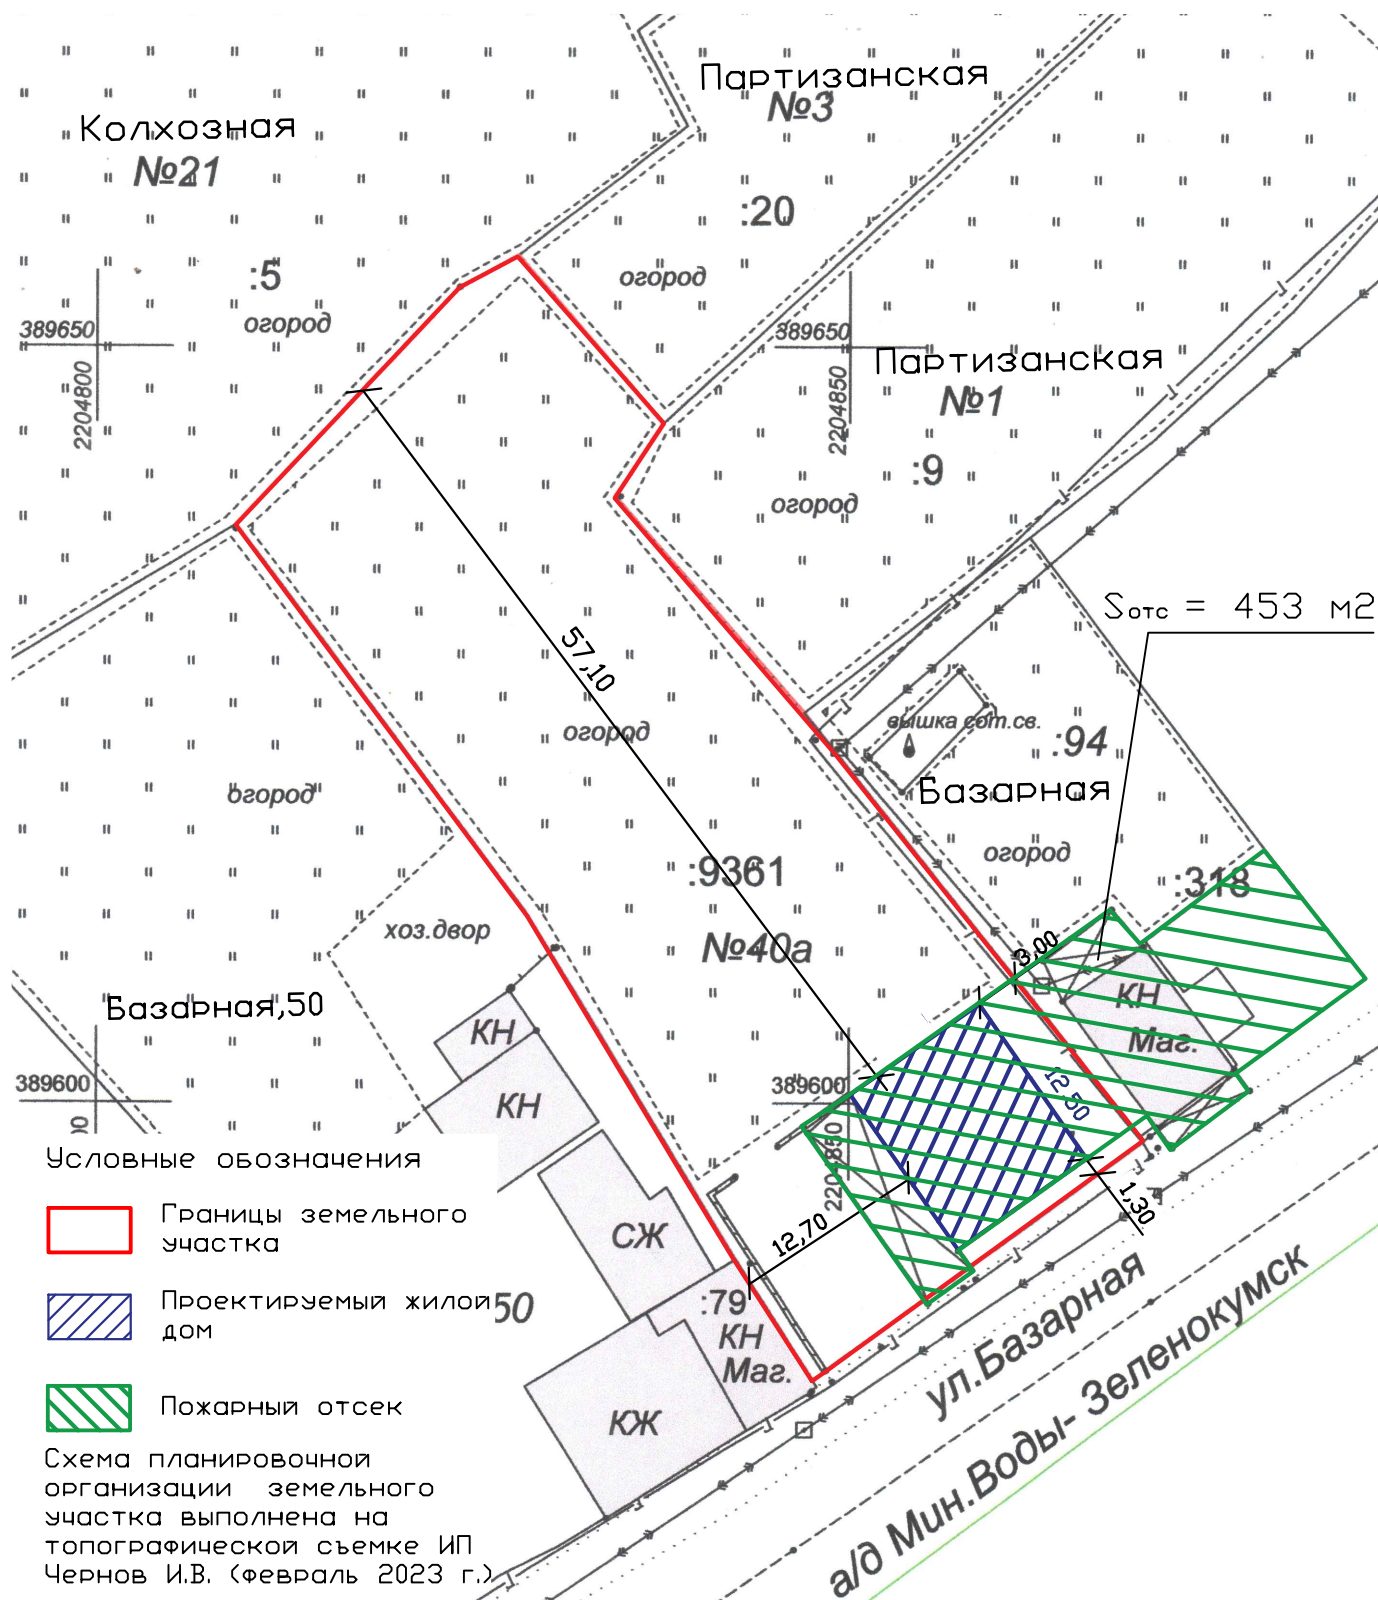 Партизанская
№3
Колхозная
№21
:20
:5
огород
огород
389650
2204800
389650
2204850
Партизанская
№1
:9
огород
Sотс = 453 м2
57,10
огород
вышка сот.св.
:94
Базарная
огород
огород
:9361
:318
хоз.двор
№40а
3,00
Базарная,50
КН
КН
Маг.
КН
389600
389600
12,50
2204850
00
Условные обозначения
Границы земельного
участка
СЖ
12,70
1,30
Проектируемый жилой
дом
50
:79
КН
Маг.
ул.Базарная
КЖ
Пожарный отсек
а/д Мин.Воды- Зеленокумск
Схема планировочной
организации земельного
участка выполнена на
топографической съемке ИП
Чернов И.В. (февраль 2023 г.)